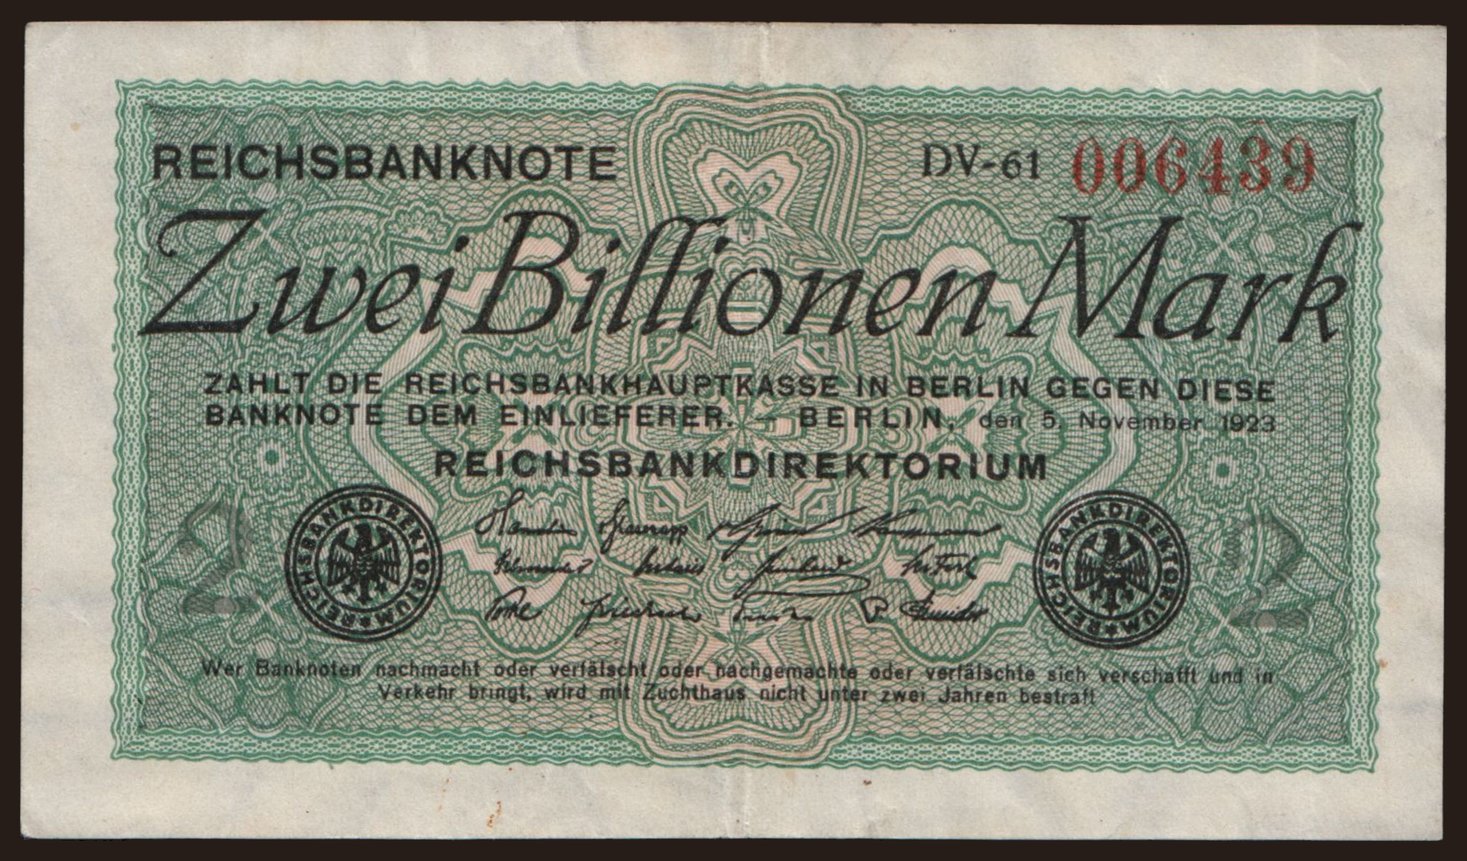 REICHSBANKNOTE DV-61 006439
Zwei Billionen Mark
ZAHLT DIE REICHSBANKHAUPTKASSE IN BERLIN GEGEN DIESE
BANKNOTE DEM EINLIEFERER. — BERLIN, den 5. November 1923
REICHSBANKDIREKTORIUM
2 REICHSBANKDIREKTORIUM REICHSBANKDIREKTORIUM 2
Wer Banknoten nachmacht oder verfälscht oder nachgemachte oder verfälschte sich verschafft und in
Verkehr bringt, wird mit Zuchthaus nicht unter zwei Jahren bestraft